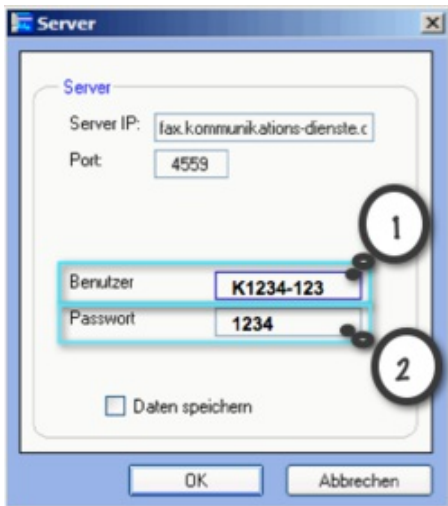 Server
Server
Server IP: fax.kommunikations-dienste.c
Port: 4559
1
Benutzer K1234-123
Passwort 1234
2
Daten speichern
OK Abbrechen